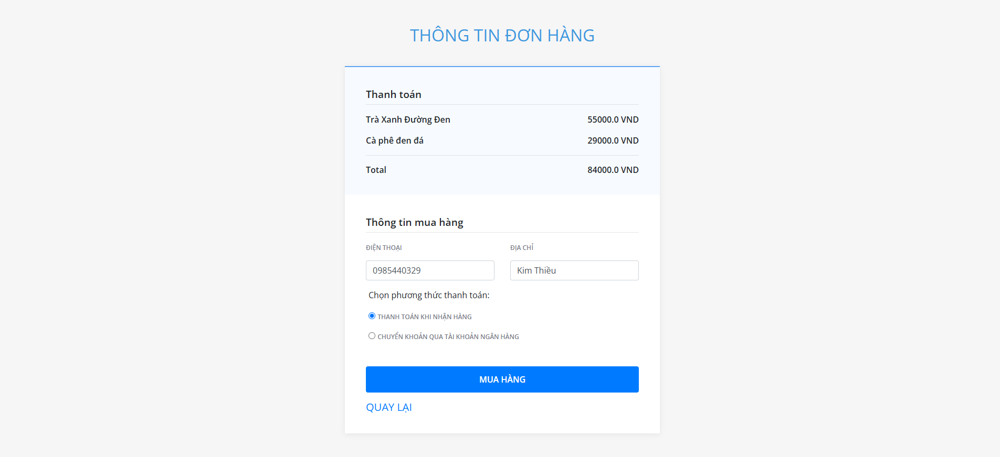 THÔNG TIN ĐƠN HÀNG
Thanh toán
Trà Xanh Đường Đen 55000.0 VND
Cà phê đen đá 29000.0 VND
Total 84000.0 VND
Thông tin mua hàng
ĐIỆN THOẠI ĐỊA CHỈ
0985440329 Kim Thiều
Chọn phương thức thanh toán:
THANH TOÁN KHI NHẬN HÀNG
CHUYỂN KHOẢN QUA TÀI KHOẢN NGÂN HÀNG
MUA HÀNG
QUAY LẠI